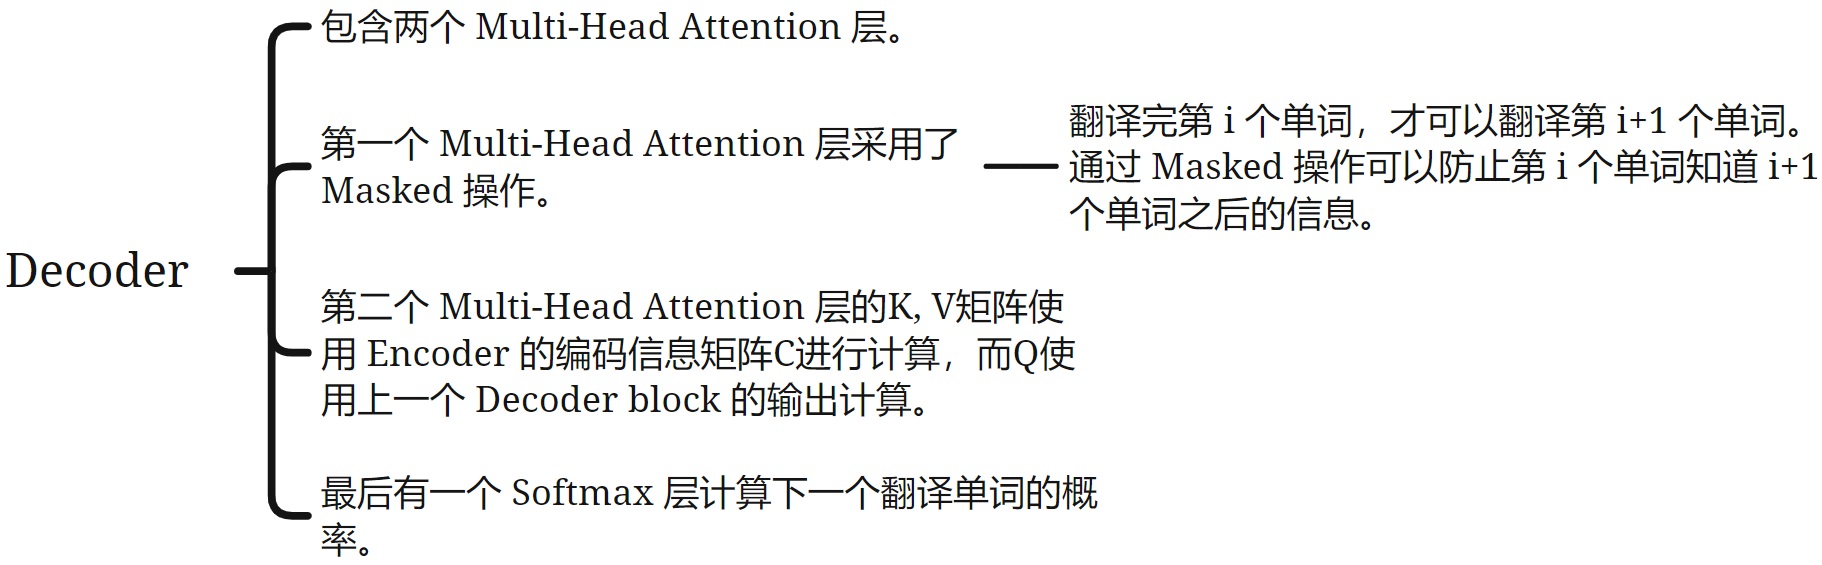 Decoder
包含两个 Multi-Head Attention 层。
第一个 Multi-Head Attention 层采用了
Masked 操作。
翻译完第 i 个单词，才可以翻译第 i+1 个单词。
通过 Masked 操作可以防止第 i 个单词知道 i+1
个单词之后的信息。
第二个 Multi-Head Attention 层的K, V矩阵使
用 Encoder 的编码信息矩阵C进行计算，而Q使
用上一个 Decoder block 的输出计算。
最后有一个 Softmax 层计算下一个翻译单词的概
率。